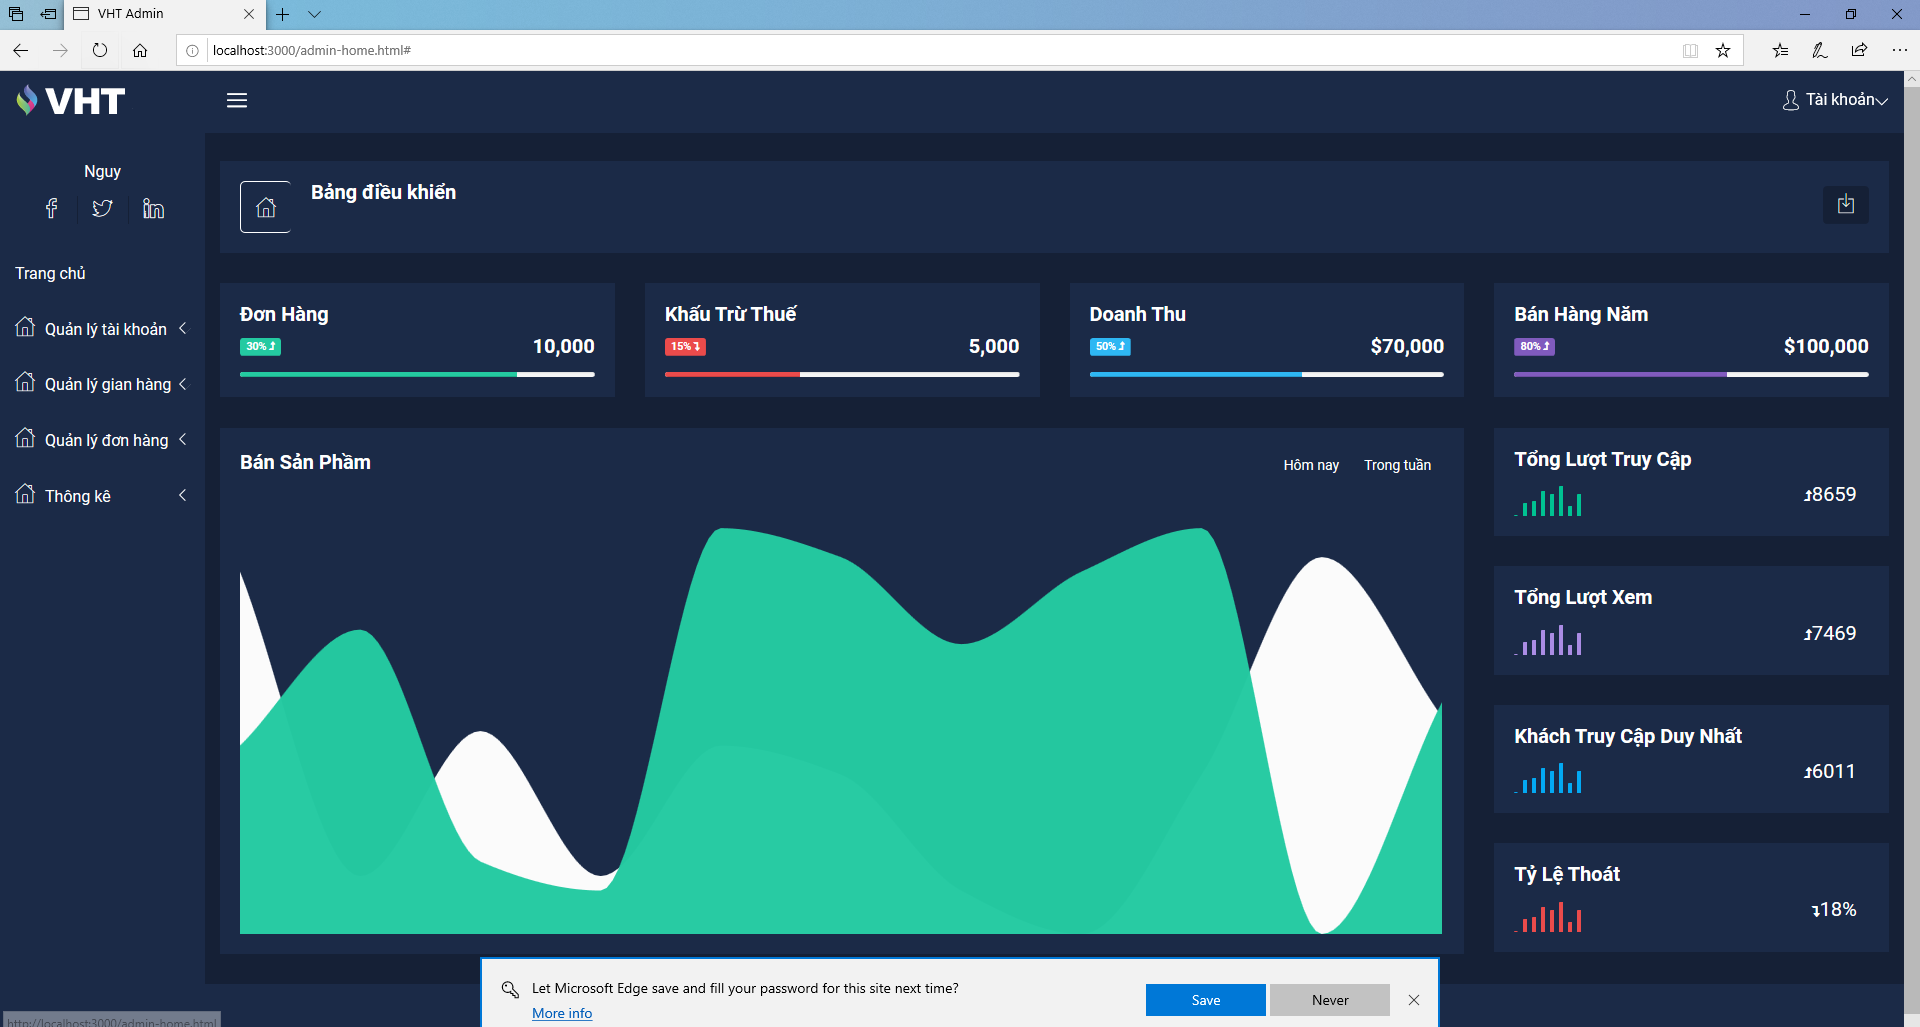 VHT Admin
localhost:3000/admin-home.html#
VHT
Tài khoản
Nguy
Bảng điều khiển
Trang chủ
Quản lý tài khoản
Quản lý gian hàng
Quản lý đơn hàng
Thông kê
Đơn Hàng
30%
10,000
Khấu Trừ Thuế
15%
5,000
Doanh Thu
50%
$70,000
Bán Hàng Năm
80%
$100,000
Bán Sản Phầm
Hôm nay
Trong tuần
Tổng Lượt Truy Cập
8659
Tổng Lượt Xem
7469
Khách Truy Cập Duy Nhất
6011
Tỷ Lệ Thoát
18%
Let Microsoft Edge save and fill your password for this site next time?
More info
Save
Never
http://localhost:3000/admin-home.html